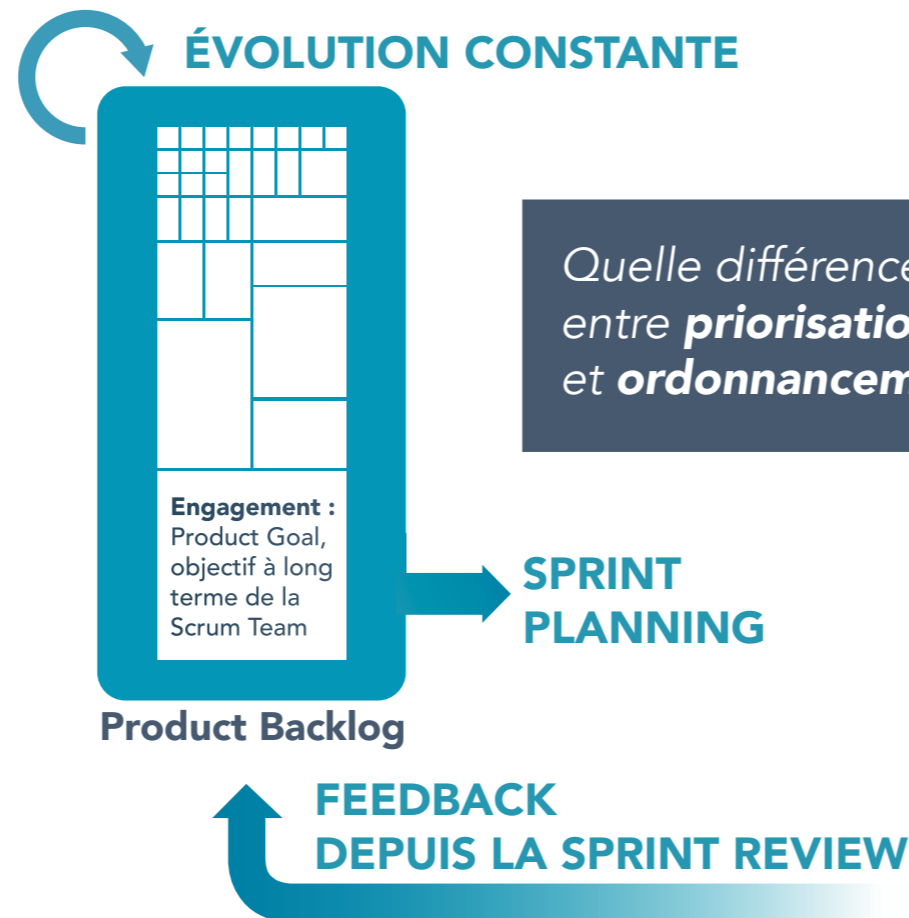 ÉVOLUTION CONSTANTE
Quelle différence
entre priorisatio
et ordonnancem
Engagement :
Product Goal,
objectif à long
terme de la
Scrum Team
SPRINT
PLANNING
Product Backlog
FEEDBACK
DEPUIS LA SPRINT REVIEW